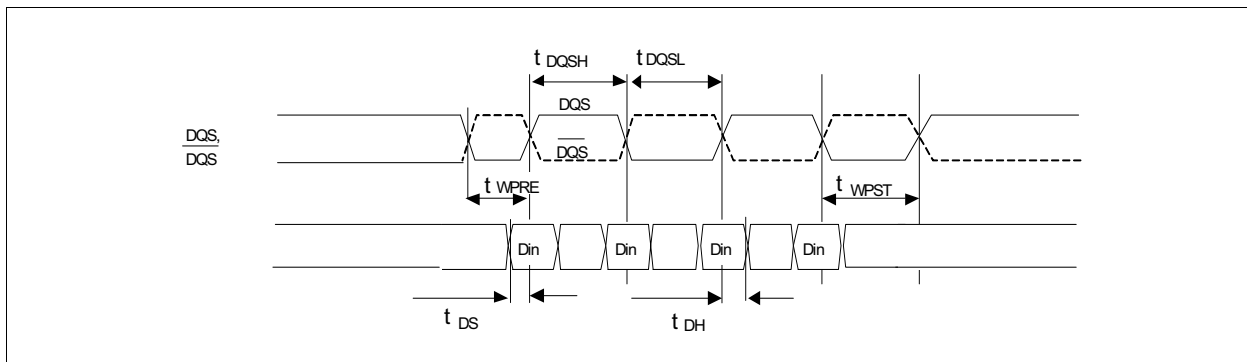 t DQSH t DQSL
DQS
DQS,
DQS
DQS
t WPRE t WPST
Din Din Din Din
t DS t DH